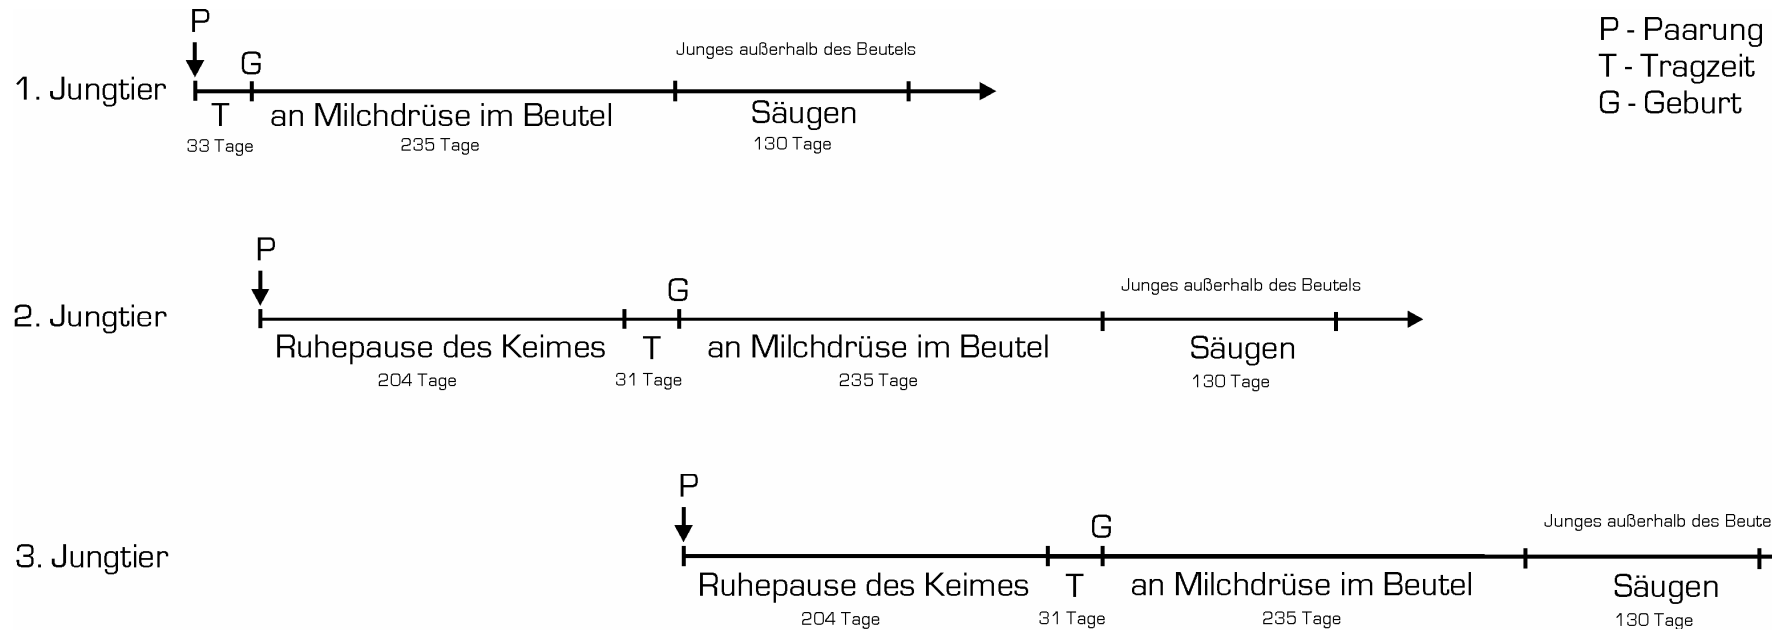 P
P - Paarung
G
Junges außerhalb des Beutels
T - Tragzeit
1. Jungtier
G - Geburt
T
an Milchdrüse im Beutel
Säugen
33 Tage
235 Tage
130 Tage
P
G
Junges außerhalb des Beutels
2. Jungtier
Ruhepause des Keimes
T
an Milchdrüse im Beutel
Säugen
204 Tage
31 Tage
235 Tage
130 Tage
P
G
Junges außerhalb des Beute
3. Jungtier
Ruhepause des Keimes
T
an Milchdrüse im Beutel
Säugen
204 Tage
31 Tage
235 Tage
130 Tage